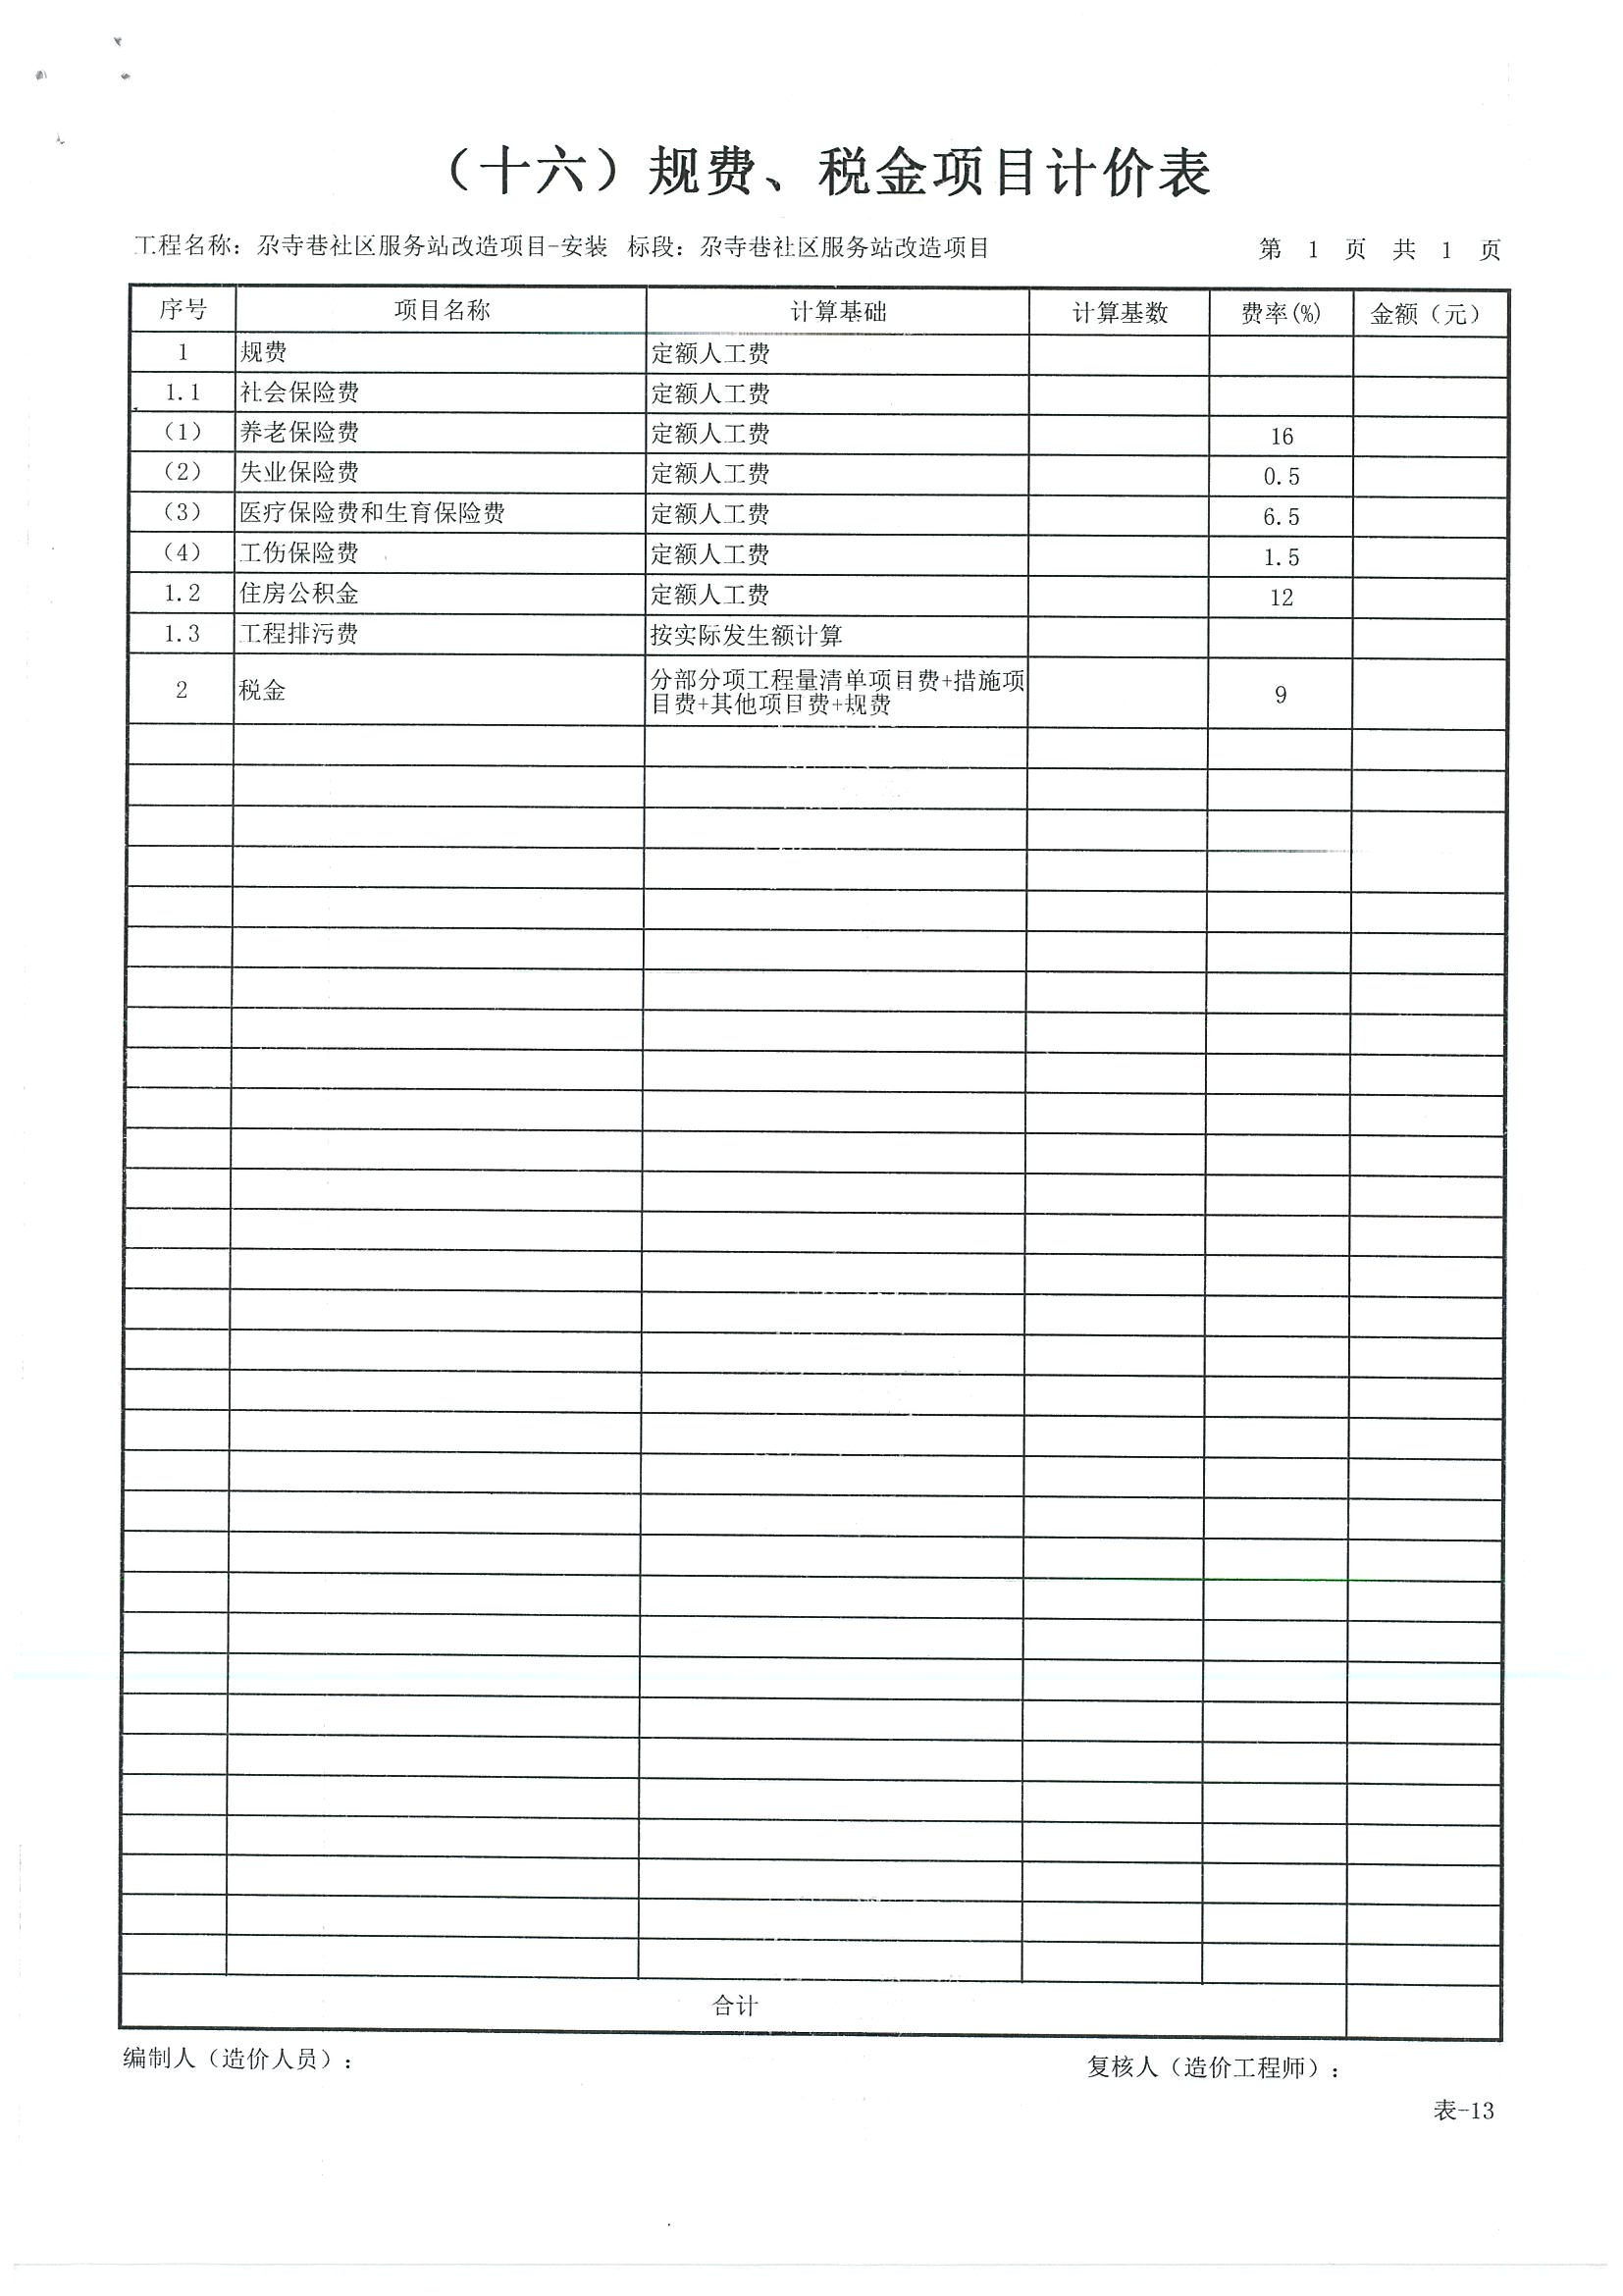 （十六）规费、税金项目计价表
工程名称：尕寺巷社区服务站改造项目-安装 标段：尕寺巷社区服务站改造项目 第 1 页 共 1 页
序号 项目名称 计算基础 计算基数 费率(%) 金额（元）
1 规费 定额人工费
1.1 社会保险费 定额人工费
（1） 养老保险费 定额人工费 16
（2） 失业保险费 定额人工费 0.5
（3） 医疗保险费和生育保险费 定额人工费 6.5
（4） 工伤保险费 定额人工费 1.5
1.2 住房公积金 定额人工费 12
1.3 工程排污费 按实际发生额计算
2 税金 分部分项工程量清单项目费+措施项
目费+其他项目费+规费 9
合计
编制人（造价人员）： 复核人（造价工程师）：
表-13